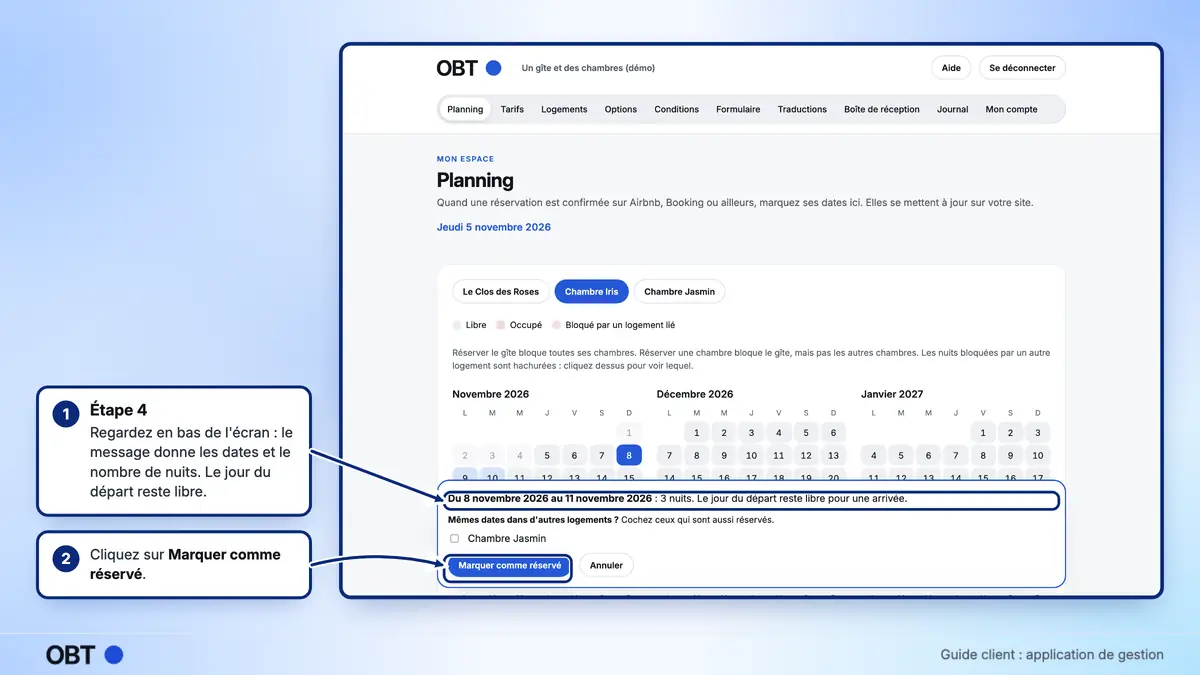 OBT
Un gîte et des chambres (démo)
Aide
Se déconnecter
Planning Tarifs Logements Options Conditions Formulaire Traductions Boîte de réception Journal Mon compte
MON ESPACE
Planning
Quand une réservation est confirmée sur Airbnb, Booking ou ailleurs, marquez ses dates ici. Elles se mettent à jour sur votre site.
Jeudi 5 novembre 2026
Le Clos des Roses Chambre Iris Chambre Jasmin
Libre Occupé Bloqué par un logement lié
Réserver le gîte bloque toutes ses chambres. Réserver une chambre bloque le gîte, mais pas les autres chambres. Les nuits bloquées par un autre
logement sont hachurées : cliquez dessus pour voir lequel.
Novembre 2026 Décembre 2026 Janvier 2027
L M M J V S D L M M J V S D L M M J V S D
1 1 2 3 4 5 6 1 2 3
2 3 4 5 6 7 8 7 8 9 10 11 12 13 4 5 6 7 8 9 10
9 10 11 12 13 14 15 14 15 16 17 18 19 20 11 12 13 14 15 16 17
Du 8 novembre 2026 au 11 novembre 2026 : 3 nuits. Le jour du départ reste libre pour une arrivée.
Mêmes dates dans d'autres logements ? Cochez ceux qui sont aussi réservés.
Chambre Jasmin
Marquer comme réservé Annuler
1 Étape 4
Regardez en bas de l'écran : le
message donne les dates et le
nombre de nuits. Le jour du
départ reste libre.
2 Cliquez sur Marquer comme
réservé.
OBT
Guide client : application de gestion